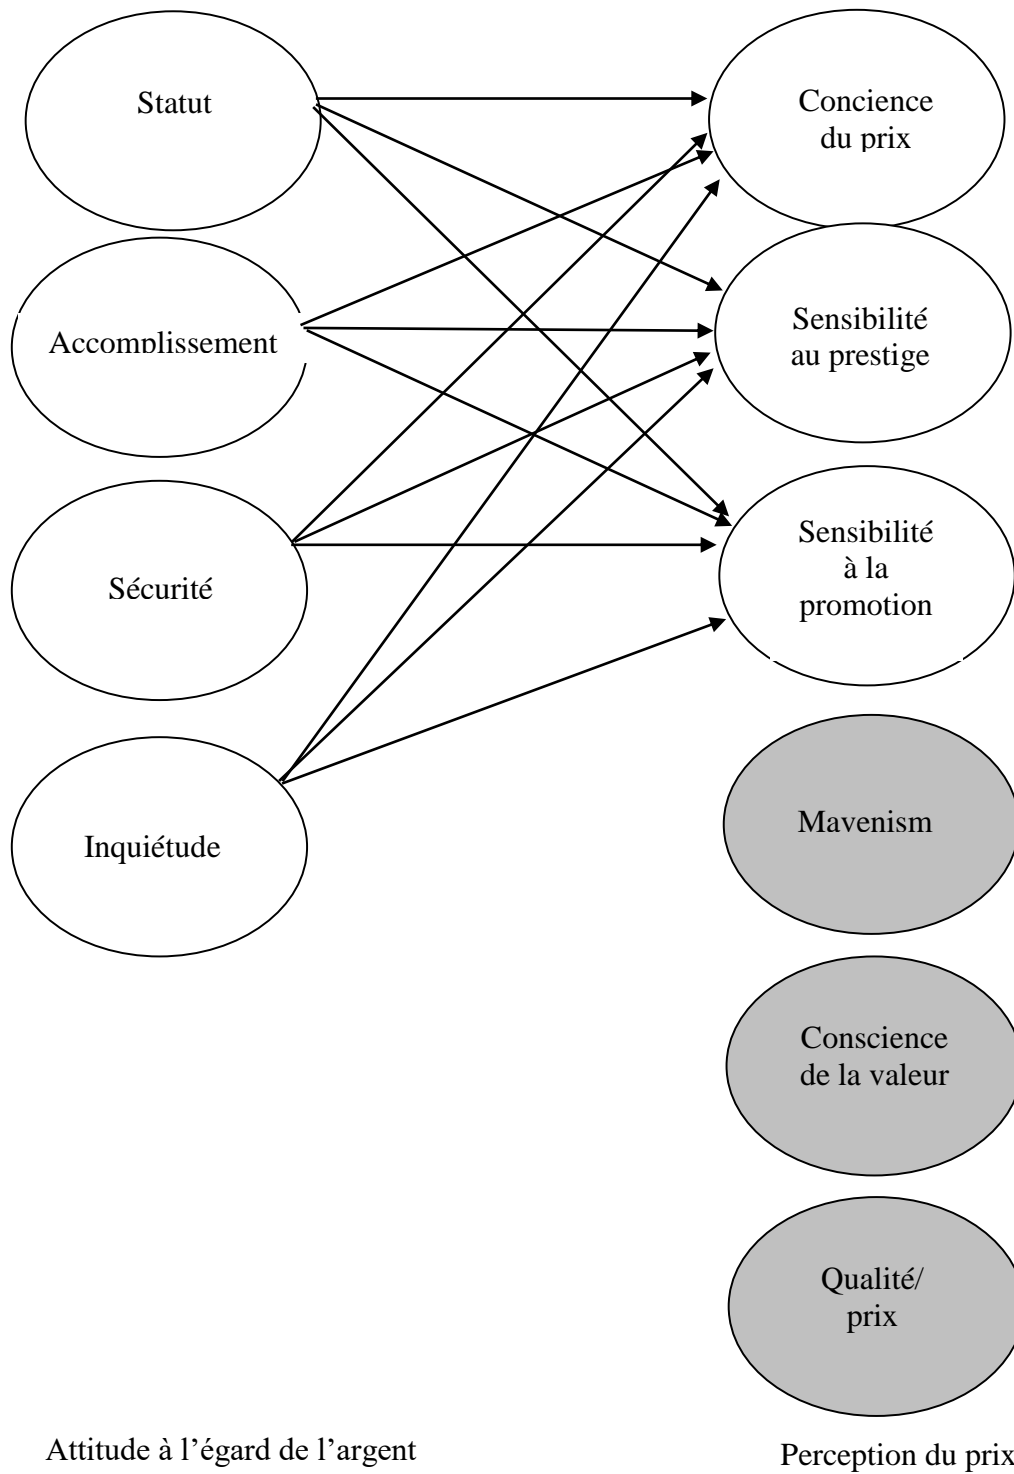 Statut
Accomplissement
Sécurité
Inquiétude
Concience
du prix
Sensibilité
au prestige
Sensibilité
à la
promotion
Mavenism
Conscience
de la valeur
Qualité/
prix
Attitude à l’égard de l’argent
Perception du prix